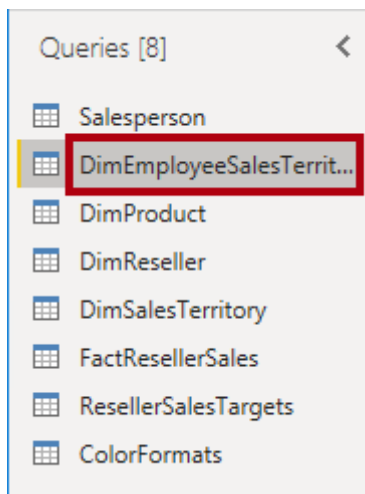 Queries [8]
Salesperson
DimEmployeeSalesTerrit...
DimProduct
DimReseller
DimSalesTerritory
FactResellerSales
ResellerSalesTargets
ColorFormats